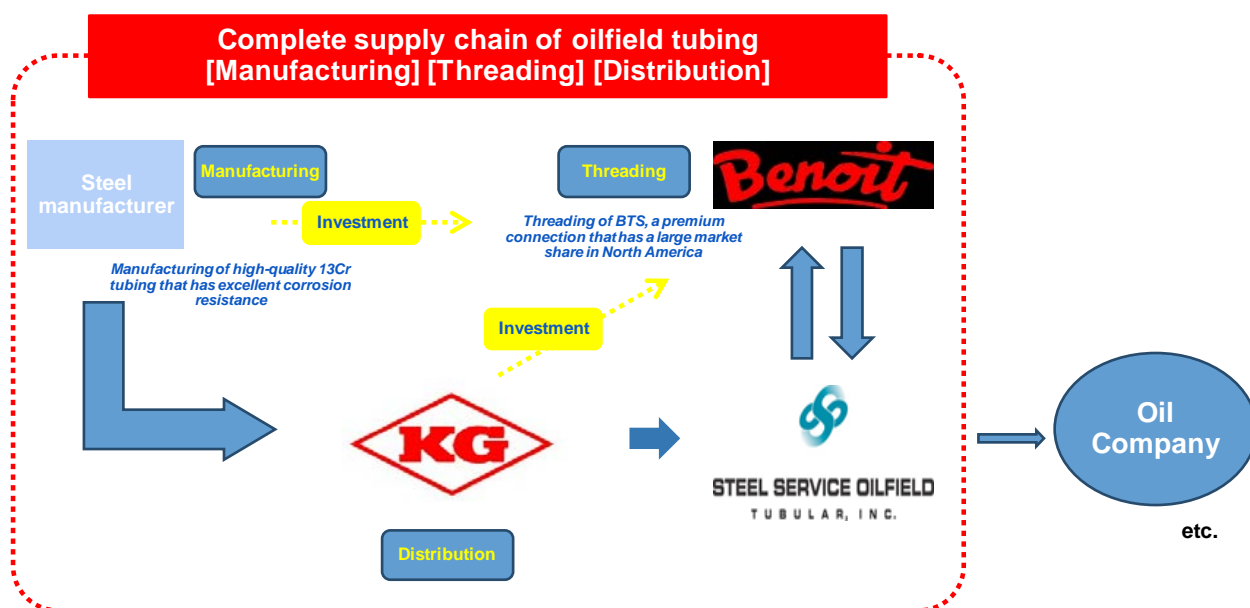 Complete supply chain of oilfield tubing
[Manufacturing] [Threading] [Distribution]
Steel
manufacturer
Manufacturing
Threading
Benoit
Investment
Threading of BTS, a premium
connection that has a large market
share in North America
Manufacturing of high-quality 13Cr
tubing that has excellent corrosion
resistance
Investment
KG
Oil
Company
STEEL SERVICE OILFIELD
TUBULAR, INC.
etc.
Distribution